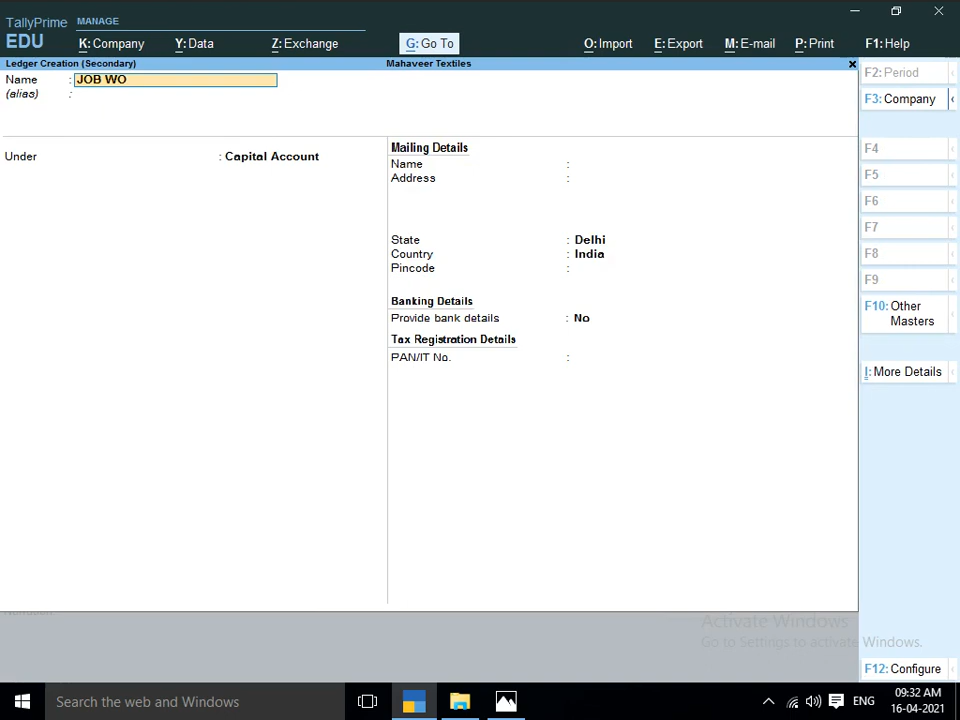 TallyPrime MANAGE
EDU K: Company Y: Data Z: Exchange G: Go To O: Import E: Export M: E-mail P: Print F1: Help
Ledger Creation (Secondary) Mahaveer Textiles
Name : JOB WO
(alias) :
Under : Capital Account
Mailing Details
Name :
Address :
State : Delhi
Country : India
Pincode :
Banking Details
Provide bank details : No
Tax Registration Details
PAN/IT No. :
F2: Period
F3: Company
F4
F5
F6
F7
F8
F9
F10: Other
Masters
I: More Details
Activate Windows
Go to Settings to activate Windows.
F12: Configure
Search the web and Windows
ENG
09:32 AM
16-04-2021